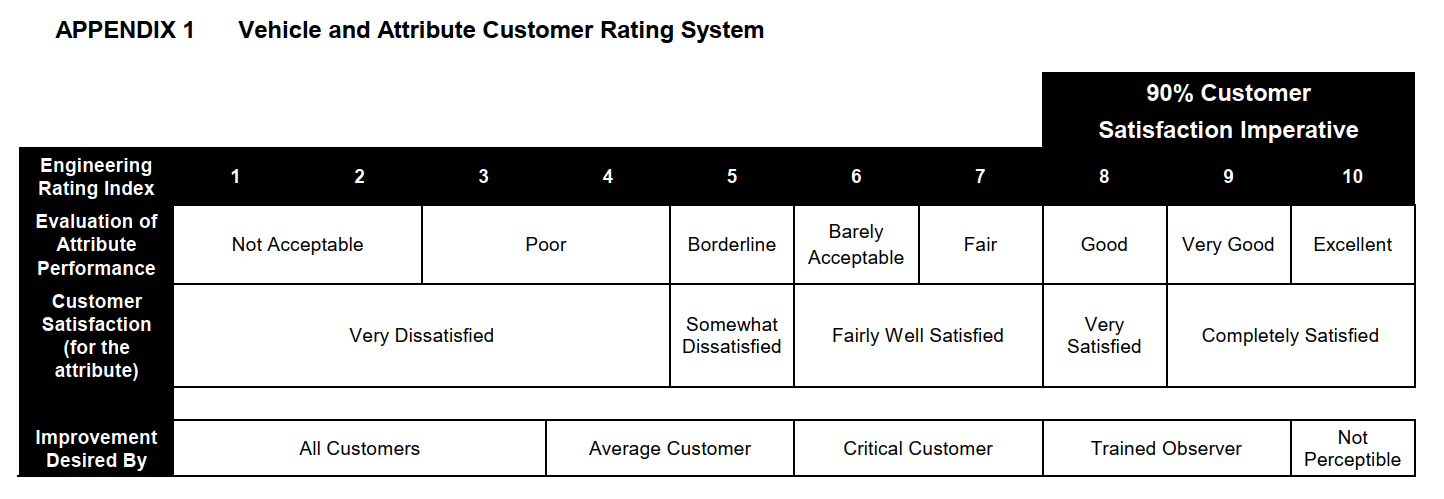 APPENDIX 1 Vehicle and Attribute Customer Rating System
90% Customer
Satisfaction Imperative
Engineering
Rating Index
1 2 3 4 5 6 7 8 9 10
Evaluation of
Attribute
Performance
Not Acceptable
Poor
Borderline
Barely
Acceptable
Fair
Good
Very Good
Excellent
Customer
Satisfaction
(for the
attribute)
Very Dissatisfied
Somewhat
Dissatisfied
Fairly Well Satisfied
Very
Satisfied
Completely Satisfied
Improvement
Desired By
All Customers
Average Customer
Critical Customer
Trained Observer
Not
Perceptible